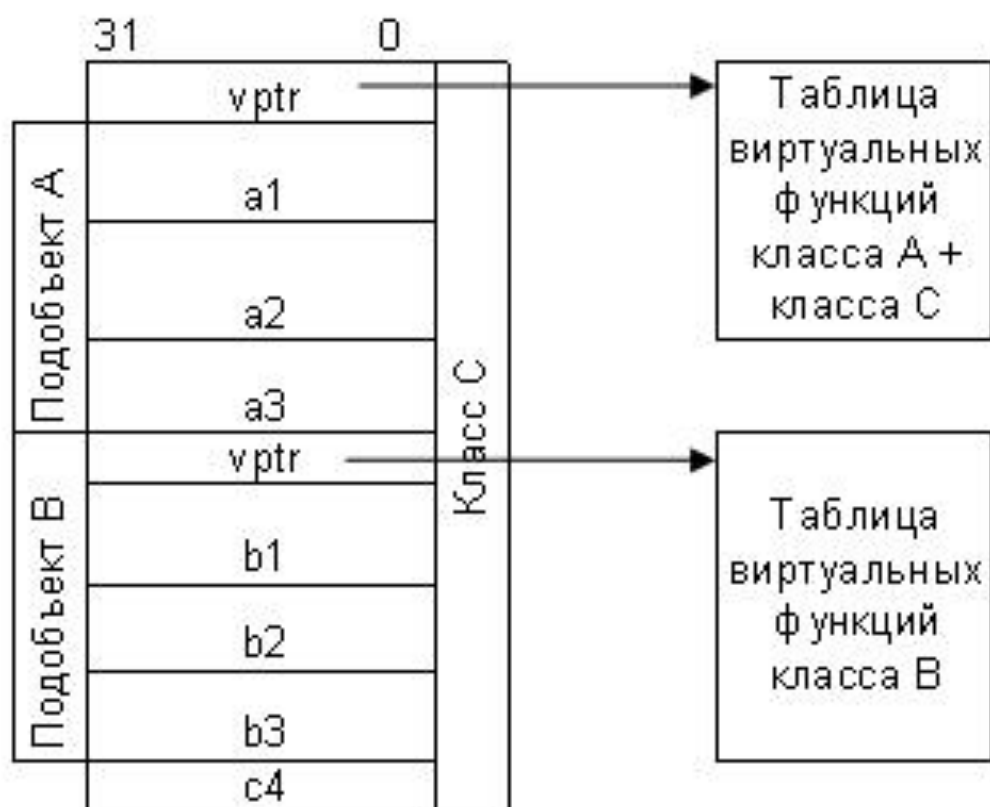 31 0
vptr
Подобъект A
a1
a2
a3
vptr
Подобъект B
b1
b2
b3
c4
Класс C
Таблица
виртуальных
функций
класса A +
класса C
Таблица
виртуальных
функций
класса B